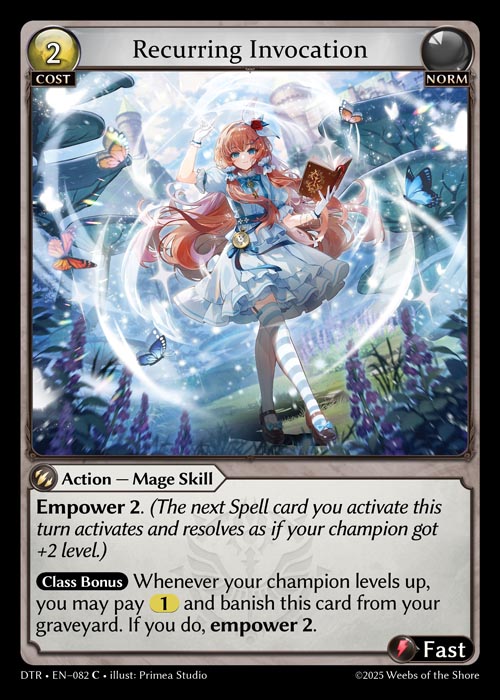 2
COST
Recurring Invocation
NORM
Action — Mage Skill
Empower 2. (The next Spell card you activate this
turn activates and resolves as if your champion got
+2 level.)
Class Bonus Whenever your champion levels up,
you may pay 1 and banish this card from your
graveyard. If you do, empower 2.
Fast
DTR • EN–082 C • illust: Primea Studio
©2025 Weebs of the Shore